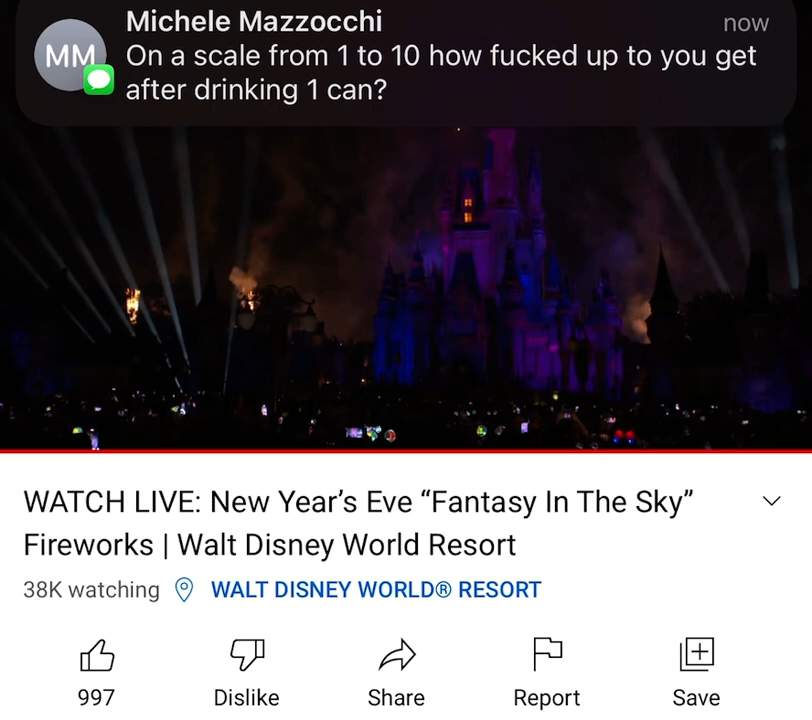 Michele Mazzocchi
now
MM
On a scale from 1 to 10 how fucked up to you get
after drinking 1 can?
WATCH LIVE: New Year’s Eve “Fantasy In The Sky”
Fireworks | Walt Disney World Resort
38K watching WALT DISNEY WORLD® RESORT
997 Dislike Share Report Save